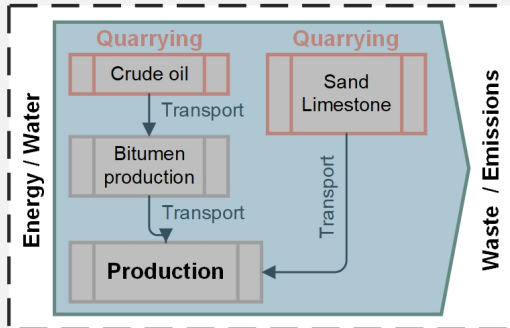 Quarrying
Crude oil
Transport
Bitumen
production
Transport
Production
Quarrying
Sand
Limestone
Transport
Energy / Water
Waste / Emissions